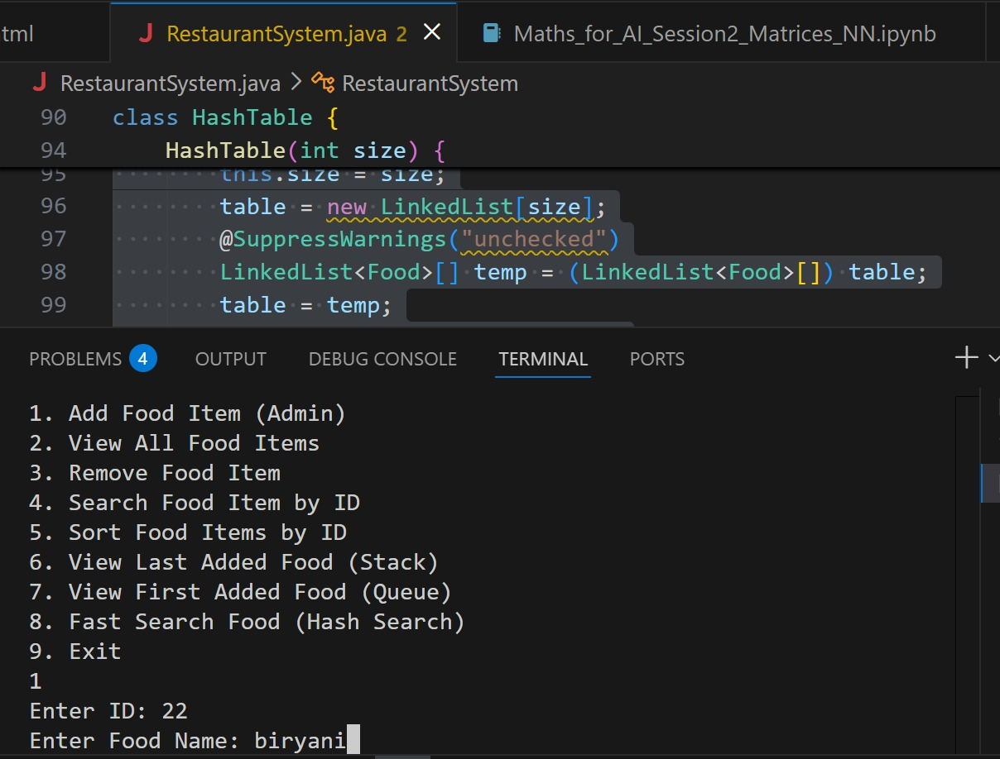 tml
RestaurantSystem.java 2
Maths_for_AI_Session2_Matrices_NN.ipynb
RestaurantSystem.java > RestaurantSystem
90 class HashTable {
94 HashTable(int size) {
95 this.size = size;
96 table = new LinkedList[size];
97 @SuppressWarnings("unchecked")
98 LinkedList<Food>[] temp = (LinkedList<Food>[]) table;
99 table = temp;
PROBLEMS 4 OUTPUT DEBUG CONSOLE TERMINAL PORTS
1. Add Food Item (Admin)
2. View All Food Items
3. Remove Food Item
4. Search Food Item by ID
5. Sort Food Items by ID
6. View Last Added Food (Stack)
7. View First Added Food (Queue)
8. Fast Search Food (Hash Search)
9. Exit
1
Enter ID: 22
Enter Food Name: biryani